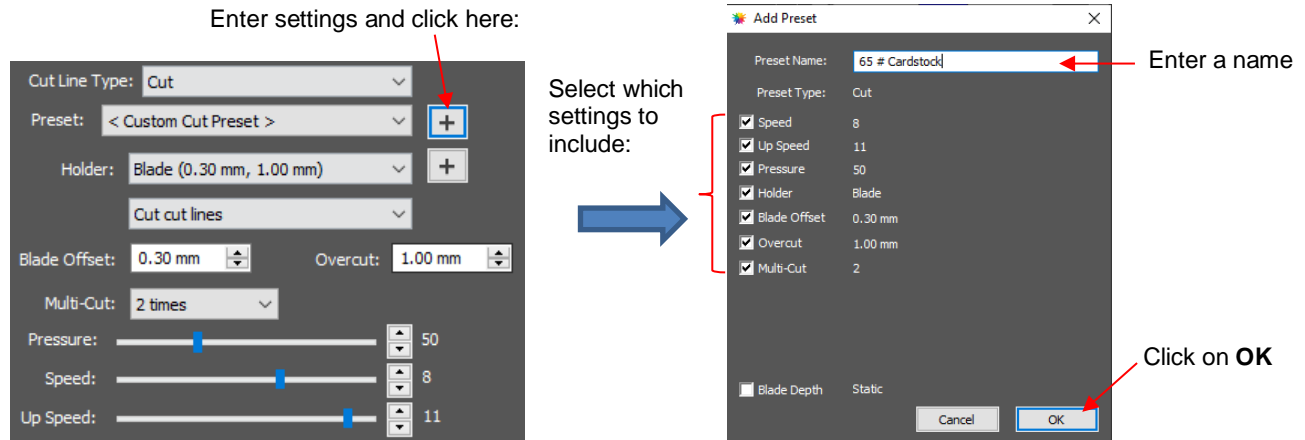 Enter settings and click here:
Cut Line Type: Cut
Preset: < Custom Cut Preset > +
Holder: Blade (0.30 mm, 1.00 mm) +
Cut cut lines
Blade Offset: 0.30 mm Overcut: 1.00 mm
Multi-Cut: 2 times
Pressure: 50
Speed: 8
Up Speed: 11
Select which
settings to
include:
Add Preset
Preset Name: 65 # Cardstock
Preset Type: Cut
Speed 8
Up Speed 11
Pressure 50
Holder Blade
Blade Offset 0.30 mm
Overcut 1.00 mm
Multi-Cut 2
Blade Depth Static
Cancel OK
Enter a name
Click on OK